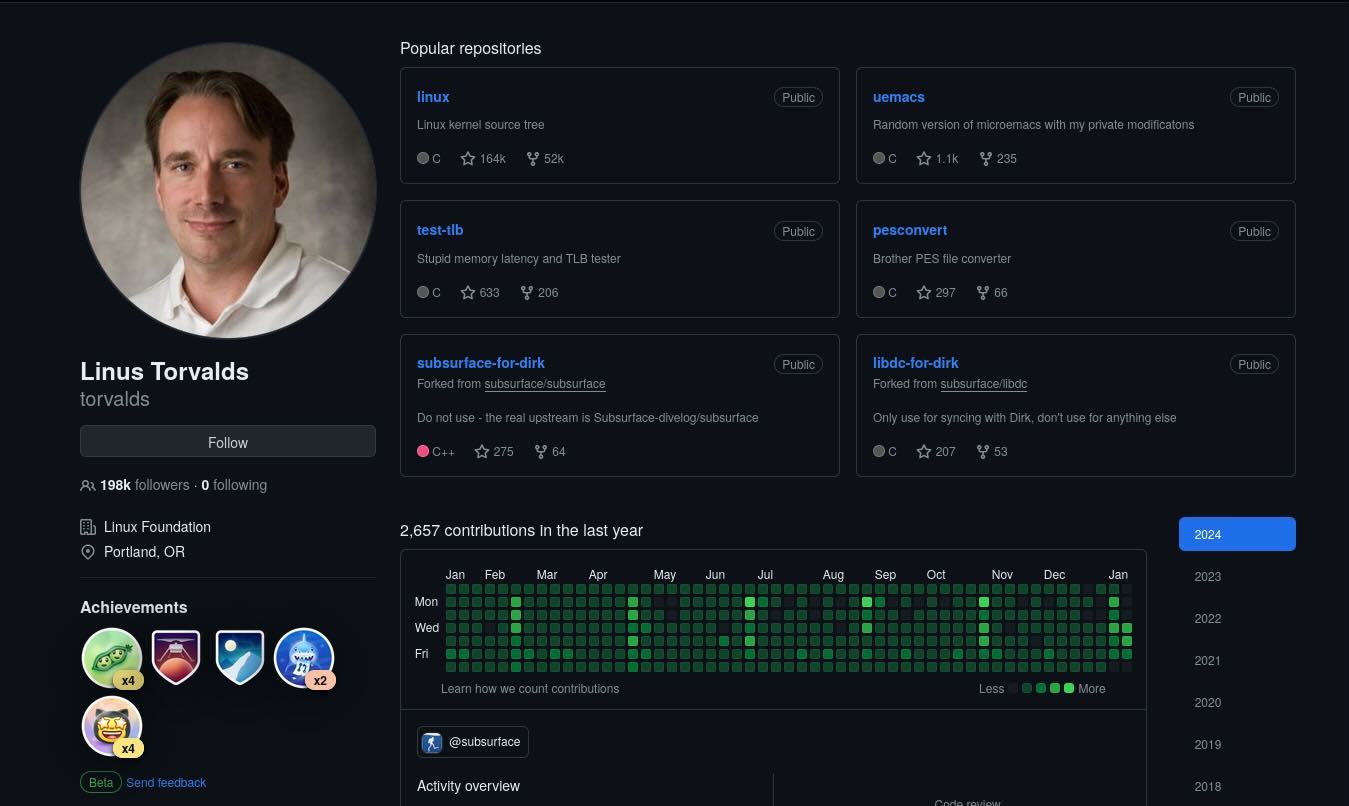 Popular repositories
linux
Public
Linux kernel source tree
C 164k 52k
uemacs
Public
Random version of microemacs with my private modificatons
C 1.1k 235
test-tlb
Public
Stupid memory latency and TLB tester
C 633 206
pesconvert
Public
Brother PES file converter
C 297 66
subsurface-for-dirk
Public
Forked from subsurface/subsurface
Do not use - the real upstream is Subsurface-divelog/subsurface
C++ 275 64
libdc-for-dirk
Public
Forked from subsurface/libdc
Only use for syncing with Dirk, don't use for anything else
C 207 53
Linus Torvalds
torvalds
Follow
198k followers · 0 following
Linux Foundation
Portland, OR
Achievements
x4
x2
x4
Beta Send feedback
2,657 contributions in the last year
Jan Feb Mar Apr May Jun Jul Aug Sep Oct Nov Dec Jan
Mon
Wed
Fri
Learn how we count contributions
Less More
@subsurface
Activity overview
Code review
2024
2023
2022
2021
2020
2019
2018